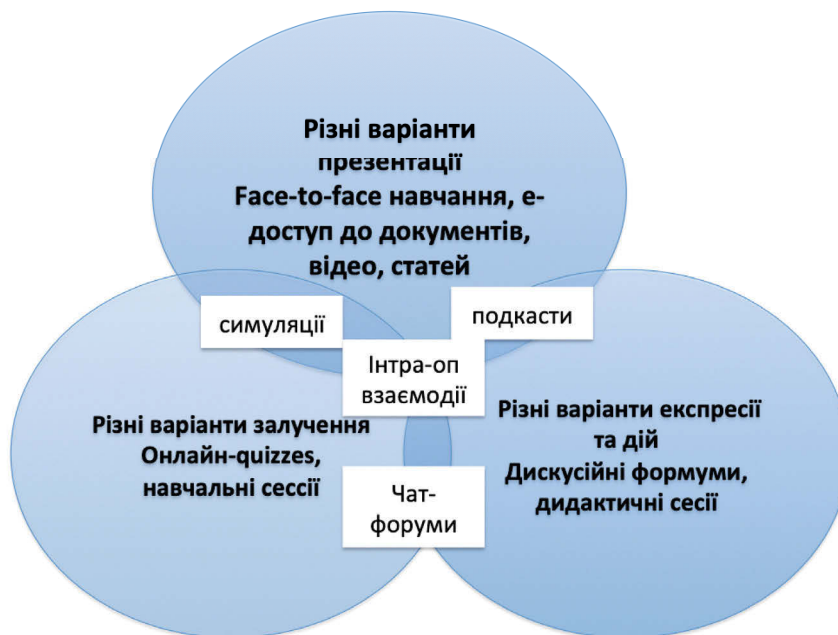 Різні варіанти
презентації
Face-to-face навчання, е-
доступ до документів,
відео, статей
симуляції
подкасти
Інтра-оп
взаємодії
Різні варіанти залучення
Онлайн-quizzes,
навчальні сессії
Різні варіанти експресії
та дій
Дискусійні формуми,
дидактичні сесії
Чат-
форуми